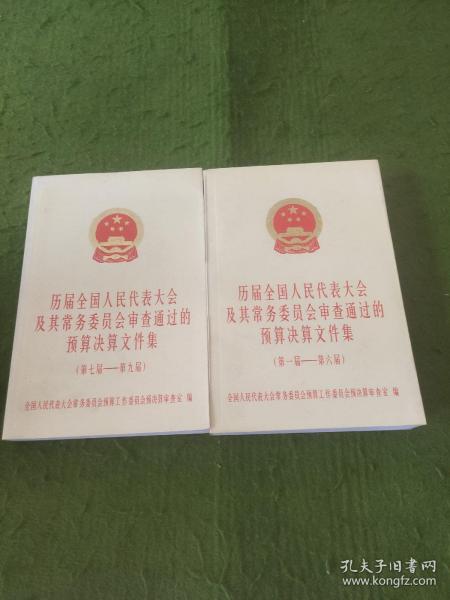 历届全国人民代表大会
及其常务委员会审查通过的
预算决算文件集
(第七届——第九届)
全国人民代表大会常务委员会预算工作委员会预决算审查室 编
历届全国人民代表大会
及其常务委员会审查通过的
预算决算文件集
(第一届——第六届)
全国人民代表大会常务委员会预算工作委员会预决算审查室 编
孔夫子旧书网
www.kongfz.com